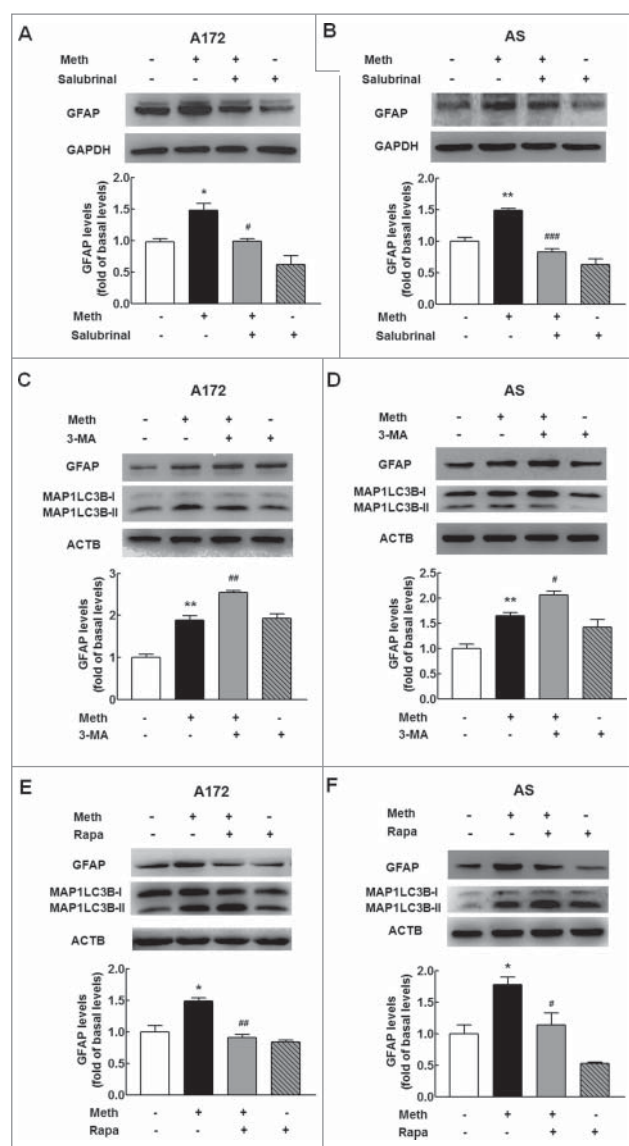 A
A172
Meth - + + -
Salubrinal - - + +
GFAP
GAPDH
GFAP levels
(fold of basal levels)
2.0
1.5
1.0
0.5
0.0
*
#
Meth - + + -
Salubrinal - - + +
B
AS
Meth - + + -
Salubrinal - - + +
GFAP
GAPDH
GFAP levels
(fold of basal levels)
2.0
1.5
1.0
0.5
0.0
**
###
Meth - + + -
Salubrinal - - + +
C
A172
Meth - + + -
3-MA - - + +
GFAP
MAP1LC3B-I
MAP1LC3B-II
ACTB
GFAP levels
(fold of basal levels)
3
2
1
0
**
##
Meth - + + -
3-MA - - + +
D
AS
Meth - + + -
3-MA - - + +
GFAP
MAP1LC3B-I
MAP1LC3B-II
ACTB
GFAP levels
(fold of basal levels)
2.5
2.0
1.5
1.0
0.5
0.0
**
#
Meth - + + -
3-MA - - + +
E
A172
Meth - + + -
Rapa - - + +
GFAP
MAP1LC3B-I
MAP1LC3B-II
ACTB
GFAP levels
(fold of basal levels)
2.0
1.5
1.0
0.5
0.0
*
##
Meth - + + -
Rapa - - + +
F
AS
Meth - + + -
Rapa - - + +
GFAP
MAP1LC3B-I
MAP1LC3B-II
ACTB
GFAP levels
(fold of basal levels)
2.0
1.5
1.0
0.5
0.0
*
#
Meth - + + -
Rapa - - + +